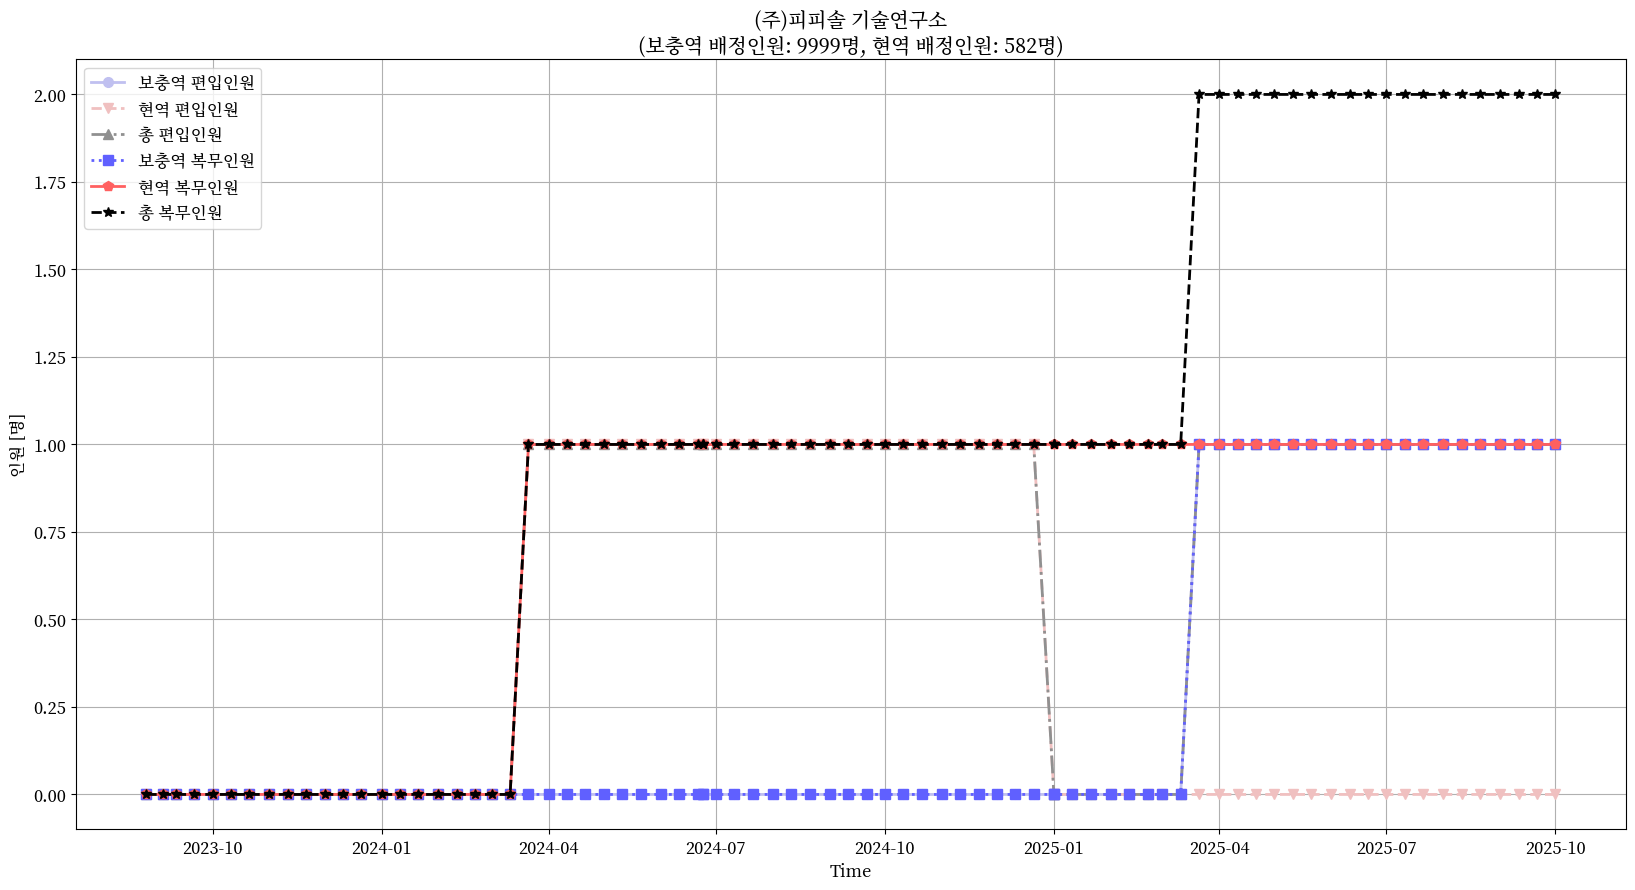 (주)피피솔 기술연구소
(보충역 배정인원: 9999명, 현역 배정인원: 582명)
보충역 편입인원
현역 편입인원
총 편입인원
보충역 복무인원
현역 복무인원
총 복무인원
2.00
1.75
1.50
1.25
1.00
0.75
0.50
0.25
0.00
인원 [명]
2023-10
2024-01
2024-04
2024-07
2024-10
2025-01
2025-04
2025-07
2025-10
Time